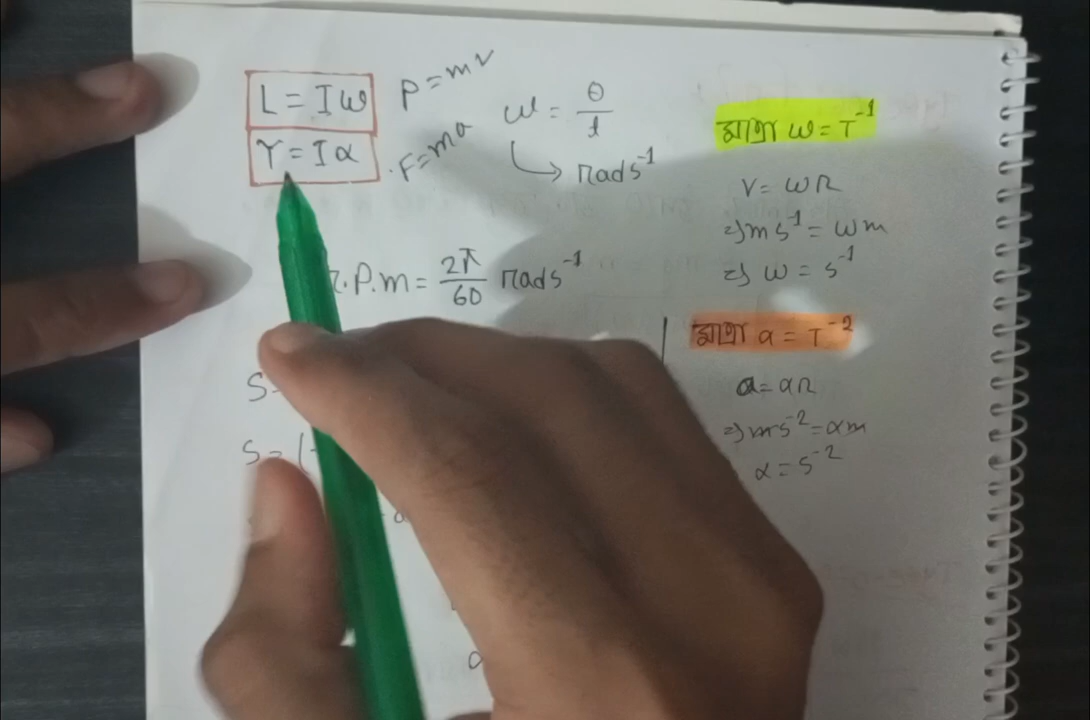 L = Iω
P = mv
τ = Iα
F = ma
ω = θ/t
→ rads⁻¹
r.P.m = 2π/60 rads⁻¹
S=
S=(
মাত্রা ω = T⁻¹
V = ωr
⇒ ms⁻¹ = ωm
⇒ ω = s⁻¹
মাত্রা α = T⁻²
a = αr
⇒ ms⁻² = αm
α = s⁻²